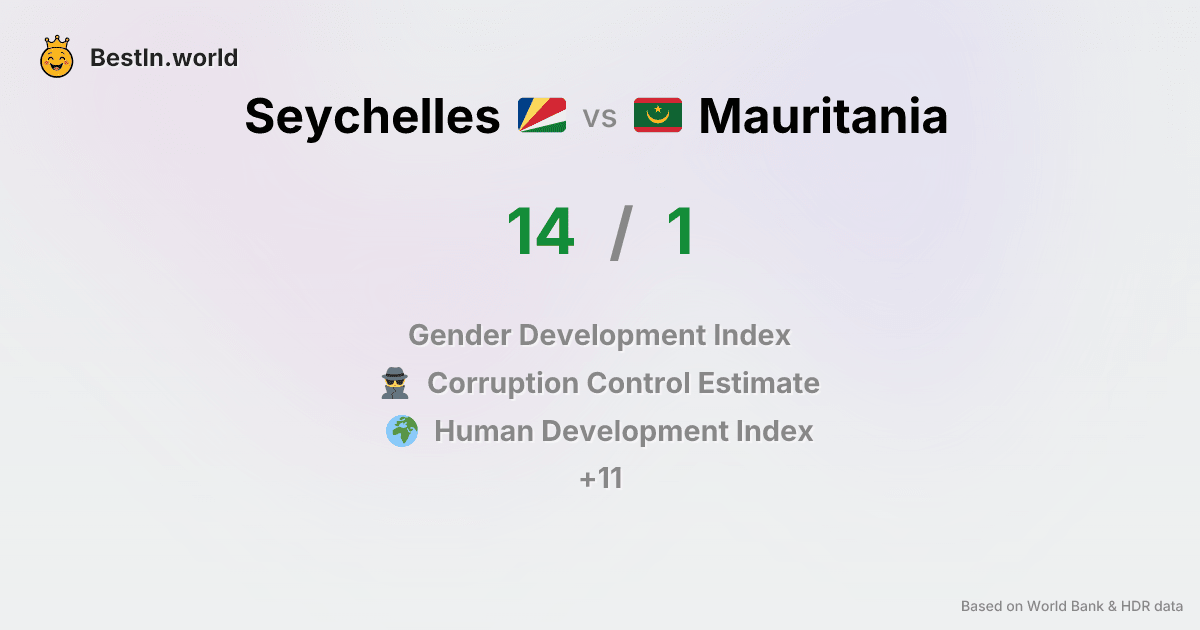 BestIn.world
Seychelles vs Mauritania
14 / 1
Gender Development Index
Corruption Control Estimate
Human Development Index
+11
Based on World Bank & HDR data